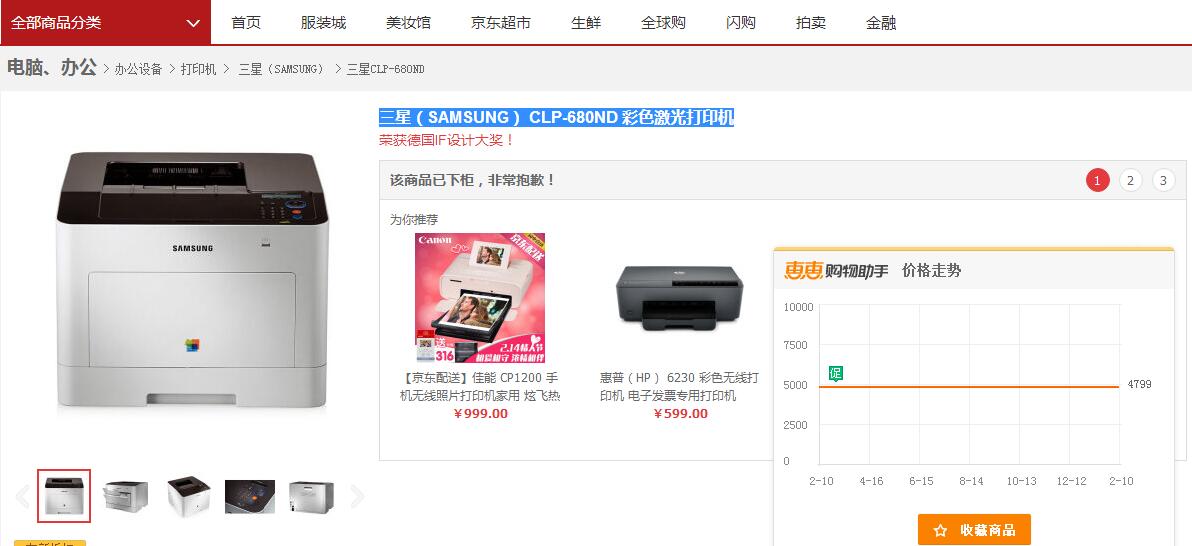 全部商品分类 首页 服装城 美妆馆 京东超市 生鲜 全球购 闪购 拍卖 金融
电脑、办公 > 办公设备 > 打印机 > 三星（SAMSUNG） > 三星CLP-680ND
三星（SAMSUNG） CLP-680ND 彩色激光打印机
荣获德国IF设计大奖！
该商品已下柜，非常抱歉！ 1 2 3
为你推荐
SAMSUNG
Canon
京东配送
送
316
2.14情人节
【京东配送】佳能 CP1200 手
机无线照片打印机家用 炫飞热
￥999.00
惠普（HP） 6230 彩色无线打
印机 电子发票专用打印机
￥599.00
惠惠购物助手 价格走势
10000
7500
促
5000
4799
2500
0
2-10 4-16 6-15 8-14 10-13 12-12 2-10
收藏商品